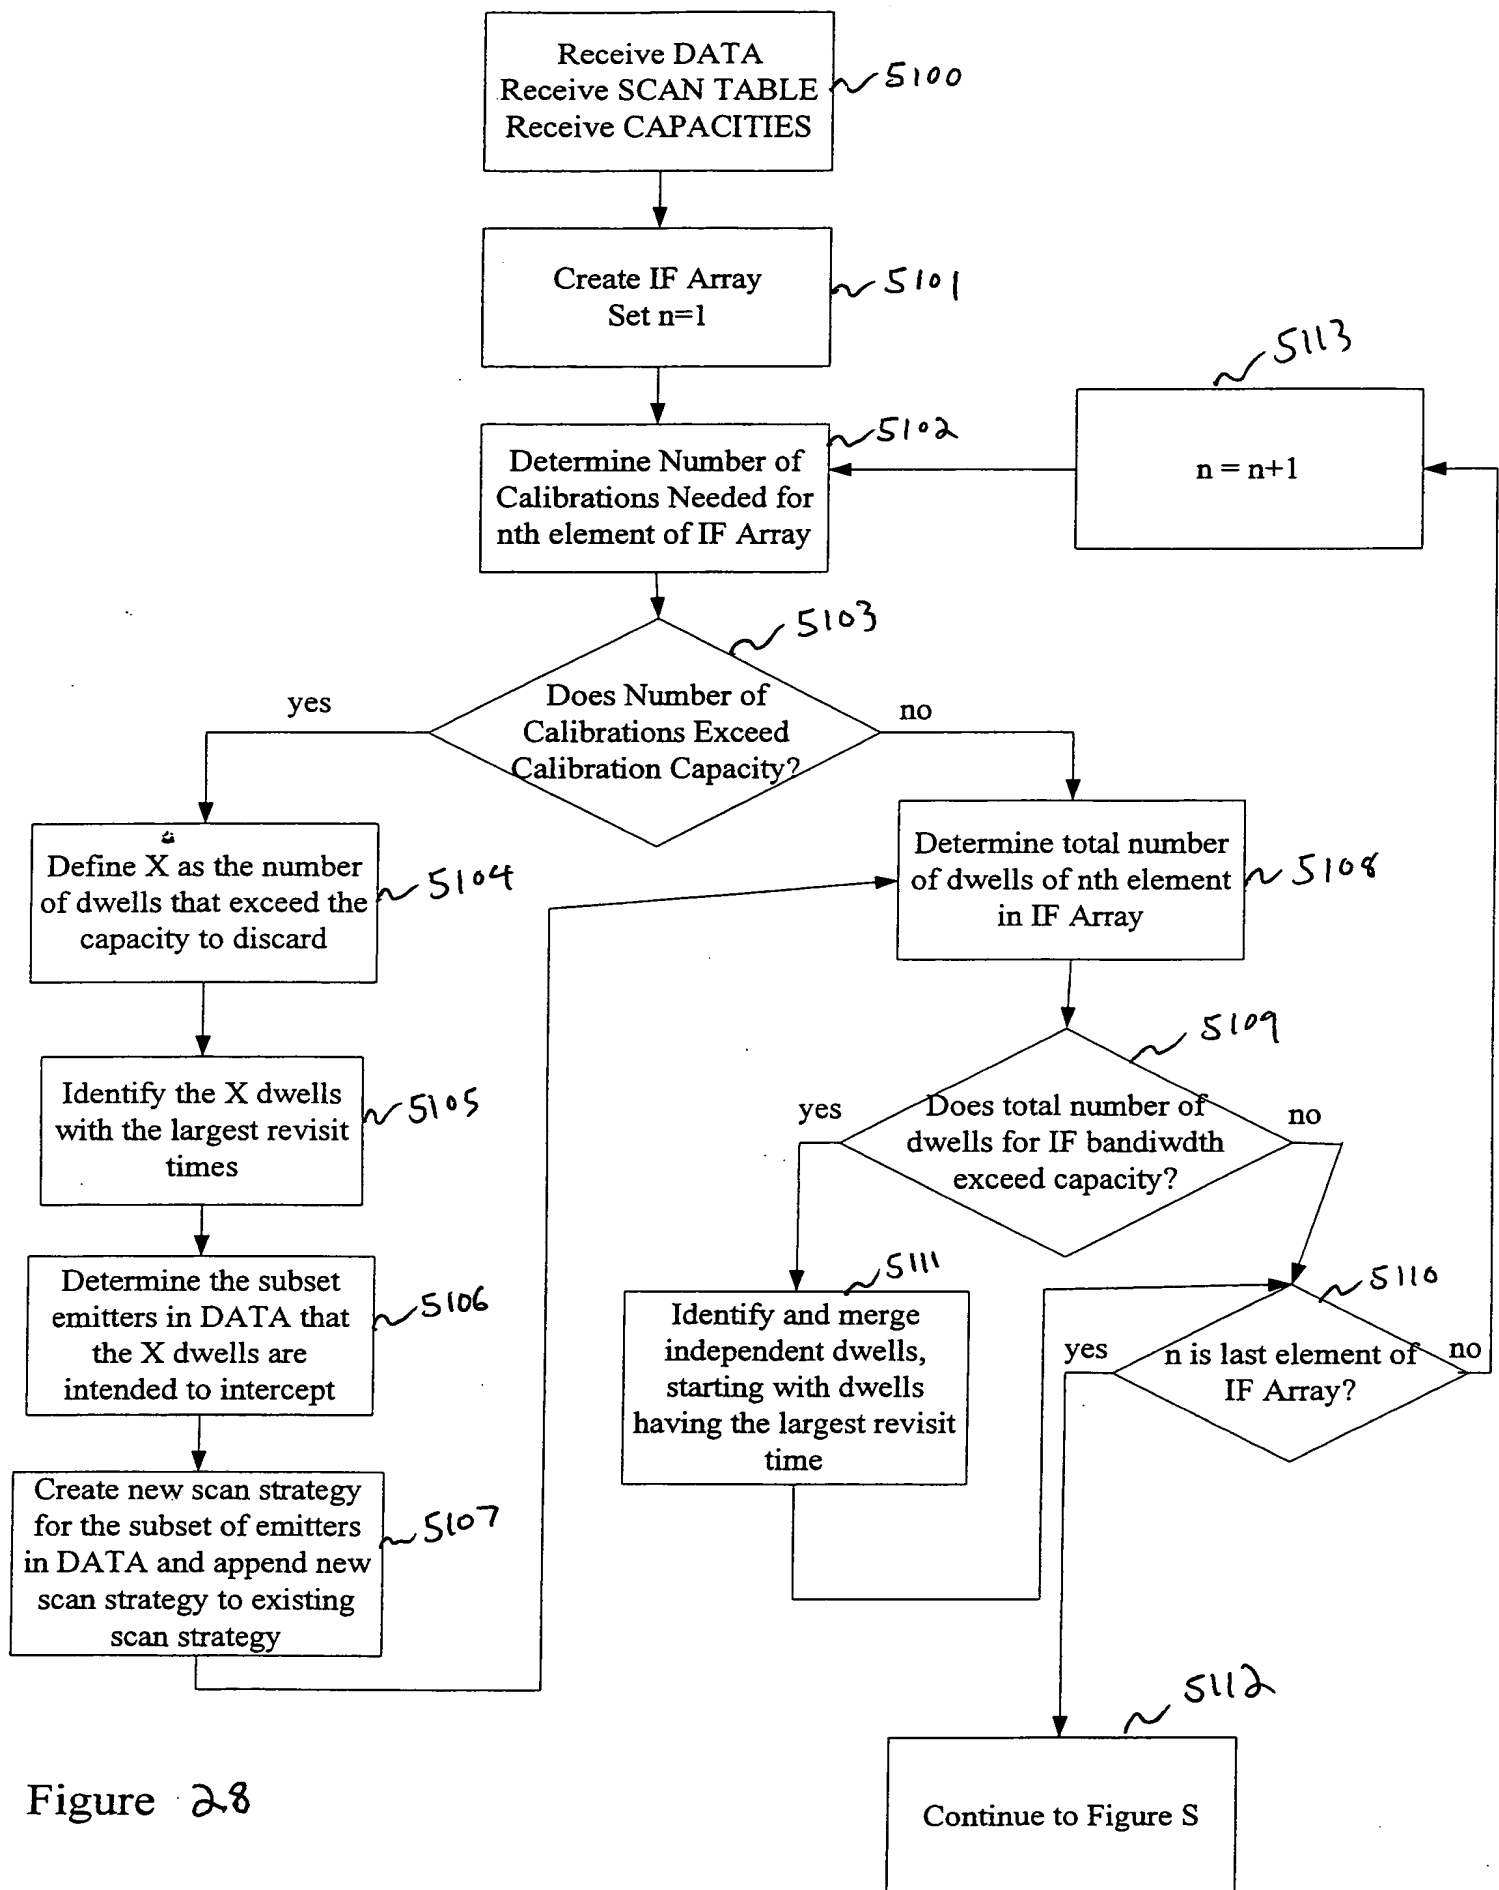 Receive DATA
Receive SCAN TABLE
Receive CAPACITIES
5100
Create IF Array
Set n=1
5101
5113
n = n+1
5102
Determine Number of
Calibrations Needed for
nth element of IF Array
5103
Does Number of
Calibrations Exceed
Calibration Capacity?
yes
no
Define X as the number
of dwells that exceed the
capacity to discard
5104
Determine total number
of dwells of nth element
in IF Array
5108
Identify the X dwells
with the largest revisit
times
5105
5109
Does total number of
dwells for IF bandiwdth
exceed capacity?
yes
no
Determine the subset
emitters in DATA that
the X dwells are
intended to intercept
5106
5111
Identify and merge
independent dwells,
starting with dwells
having the largest revisit
time
5110
n is last element of
IF Array?
yes
no
Create new scan strategy
for the subset of emitters
in DATA and append new
scan strategy to existing
scan strategy
5107
5112
Continue to Figure S
Figure 28